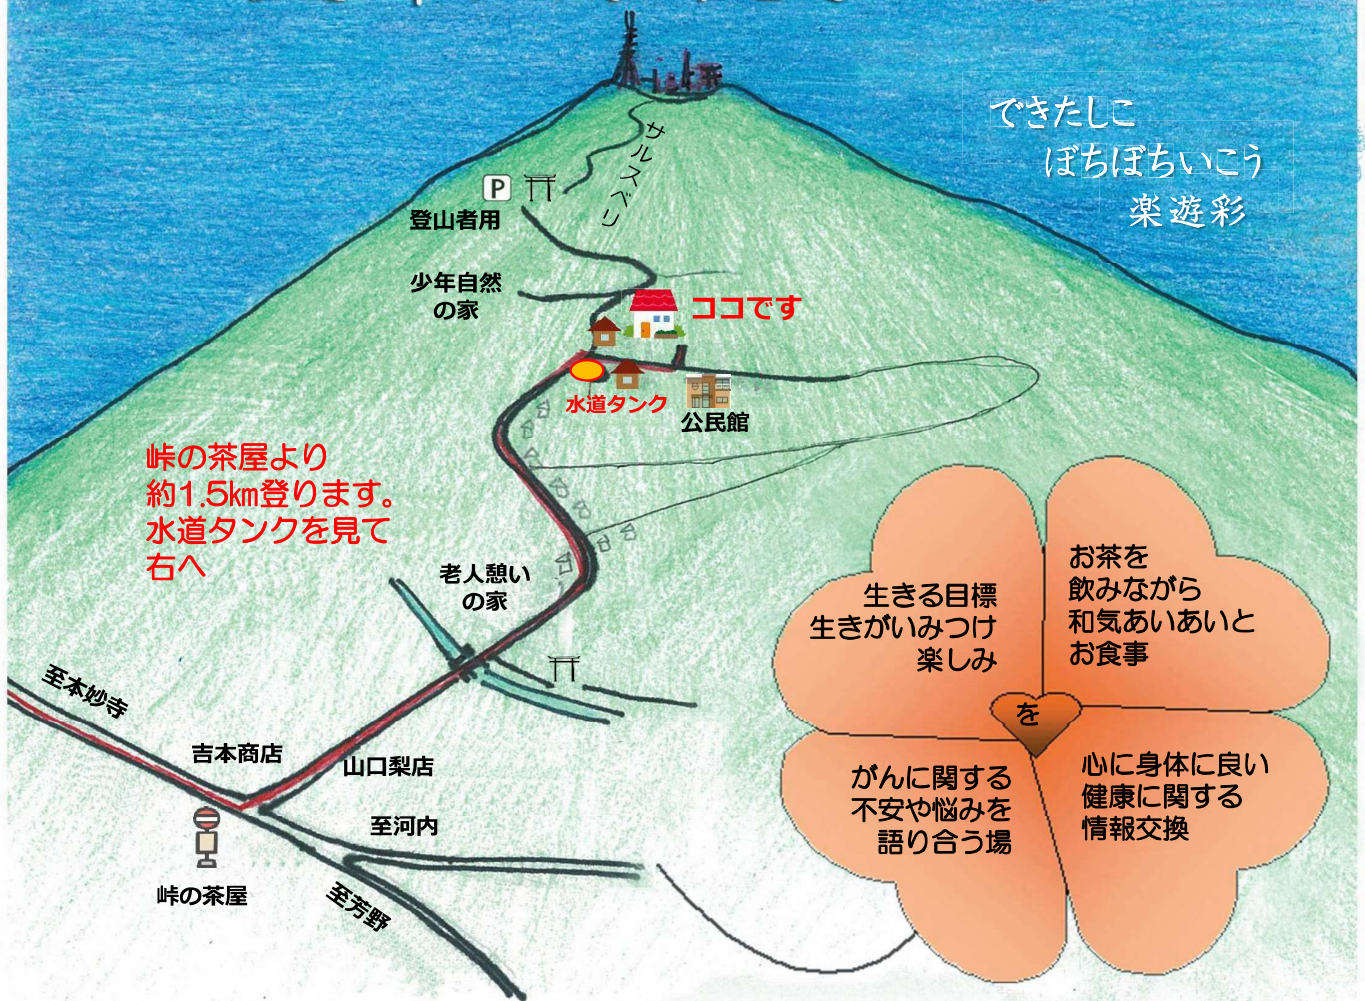 できたしこ
ぼちぼちいこう
楽遊彩
サルスベリ
P
登山者用
少年自然
の家
ココです
水道タンク
公民館
峠の茶屋より
約1.5㎞登ります。
水道タンクを見て
右へ
老人憩い
の家
至本妙寺
吉本商店
山口梨店
至河内
峠の茶屋
至芳野
生きる目標
生きがいみつけ
楽しみ
お茶を
飲みながら
和気あいあいと
お食事
を
がんに関する
不安や悩みを
語り合う場
心に身体に良い
健康に関する
情報交換